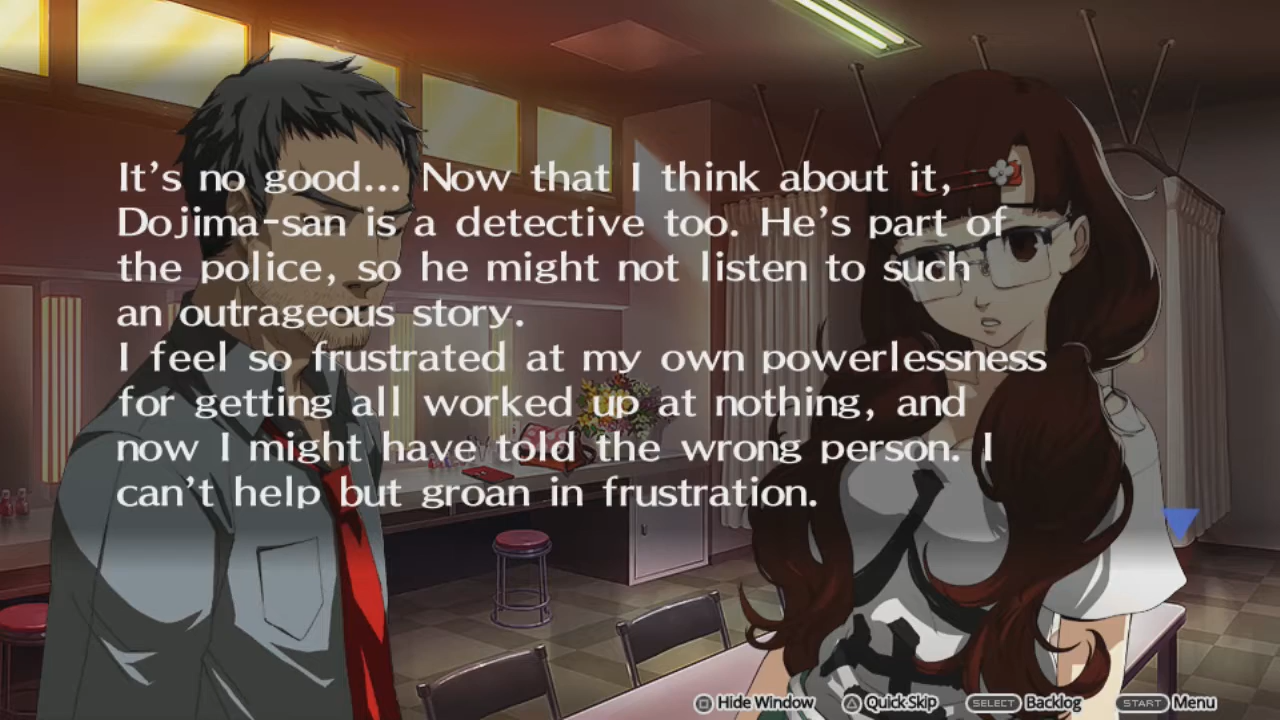 It's no good... Now that I think about it,
Dojima-san is a detective too. He's part of
the police, so he might not listen to such
an outrageous story.
I feel so frustrated at my own powerlessness
for getting all worked up at nothing, and
now I might have told the wrong person. I
can't help but groan in frustration.
Hide Window Quick Skip SELECT Backlog START Menu